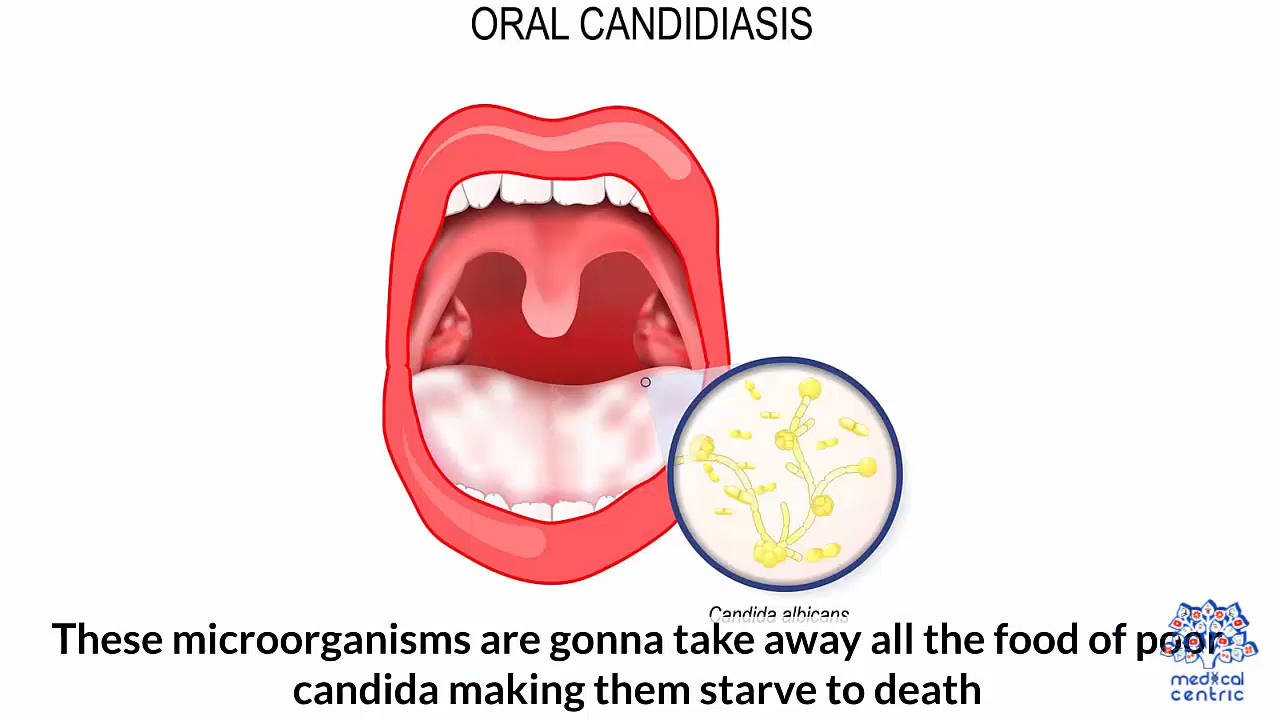 ORAL CANDIDIASIS
Candida albicans
These microorganisms are gonna take away all the food of poor
candida making them starve to death
medical
centric